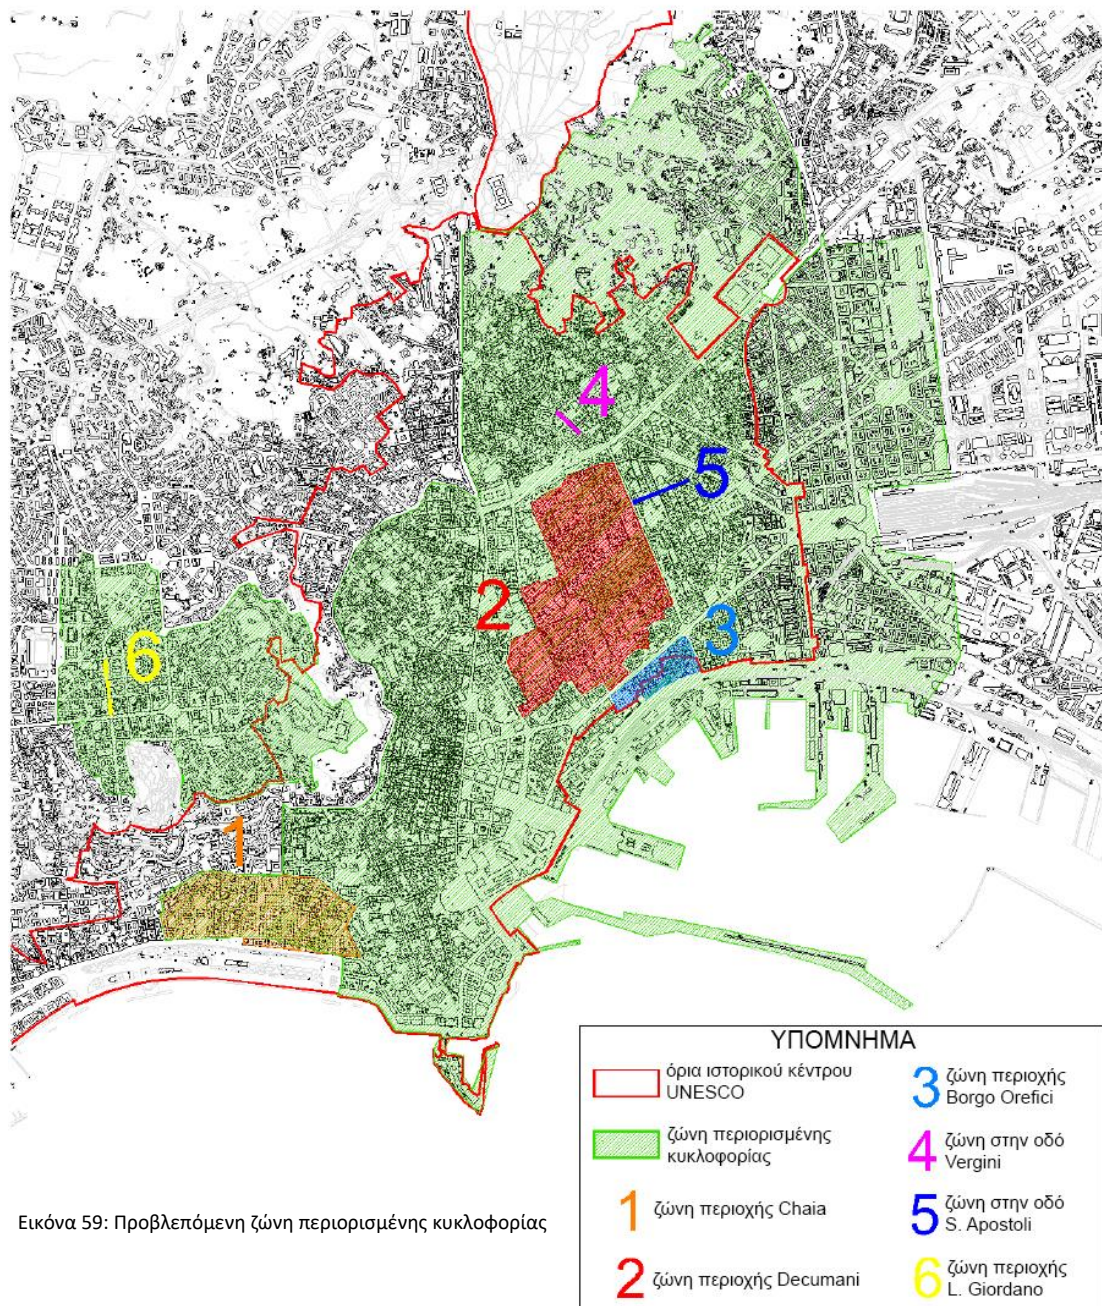 4
5
2
3
6
1
ΥΠΟΜΝΗΜΑ
όρια ιστορικού κέντρου
UNESCO
ζώνη περιορισμένης
κυκλοφορίας
1 ζώνη περιοχής Chaia
2 ζώνη περιοχής Decumani
3 ζώνη περιοχής
Borgo Orefici
4 ζώνη στην οδό
Vergini
5 ζώνη στην οδό
S. Apostoli
6 ζώνη περιοχής
L. Giordano
Εικόνα 59: Προβλεπόμενη ζώνη περιορισμένης κυκλοφορίας